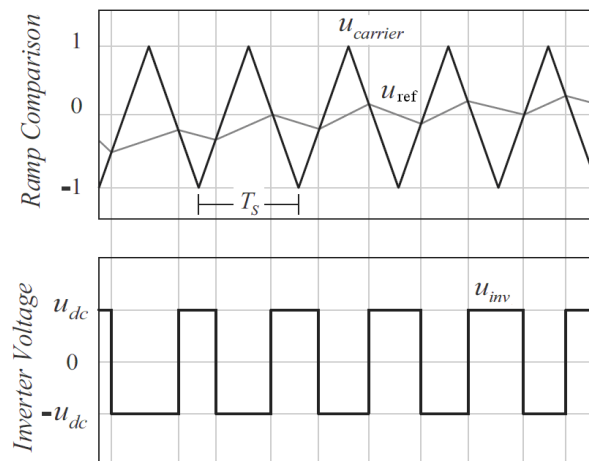 Ramp Comparison
1
0
-1
u_carrier
u_ref
T_S
Inverter Voltage
u_dc
0
-u_dc
u_inv